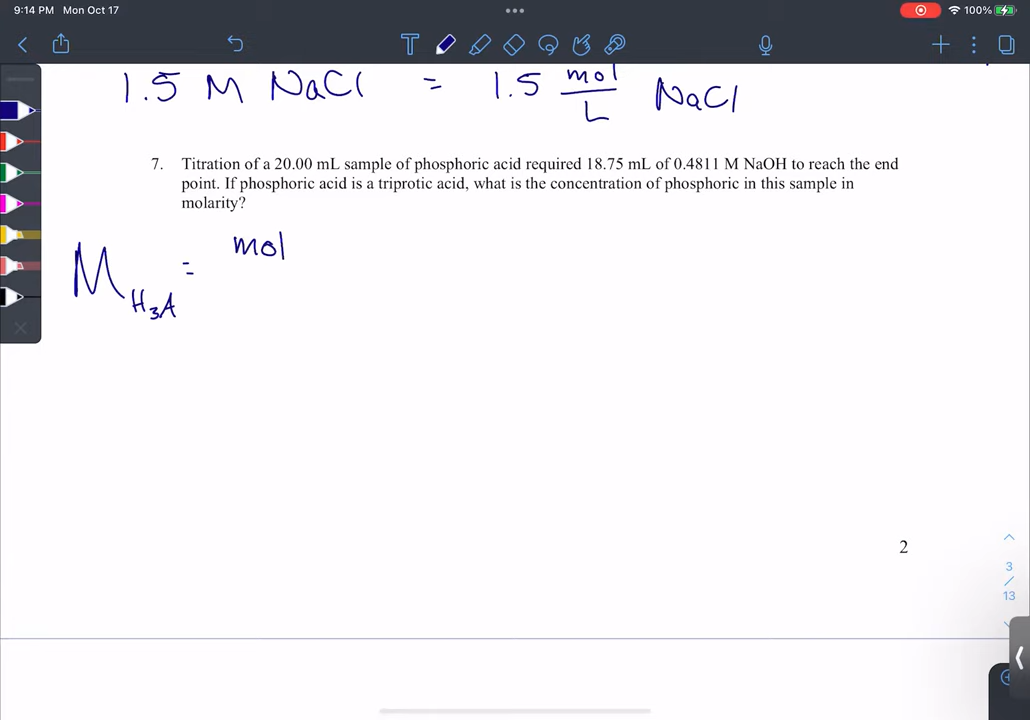 9:14 PM Mon Oct 17
100%
T
1.5 M NaCl = 1.5 mol/L NaCl
7. Titration of a 20.00 mL sample of phosphoric acid required 18.75 mL of 0.4811 M NaOH to reach the end
point. If phosphoric acid is a triprotic acid, what is the concentration of phosphoric in this sample in
molarity?
M H₃A = mol
2
3
/
13